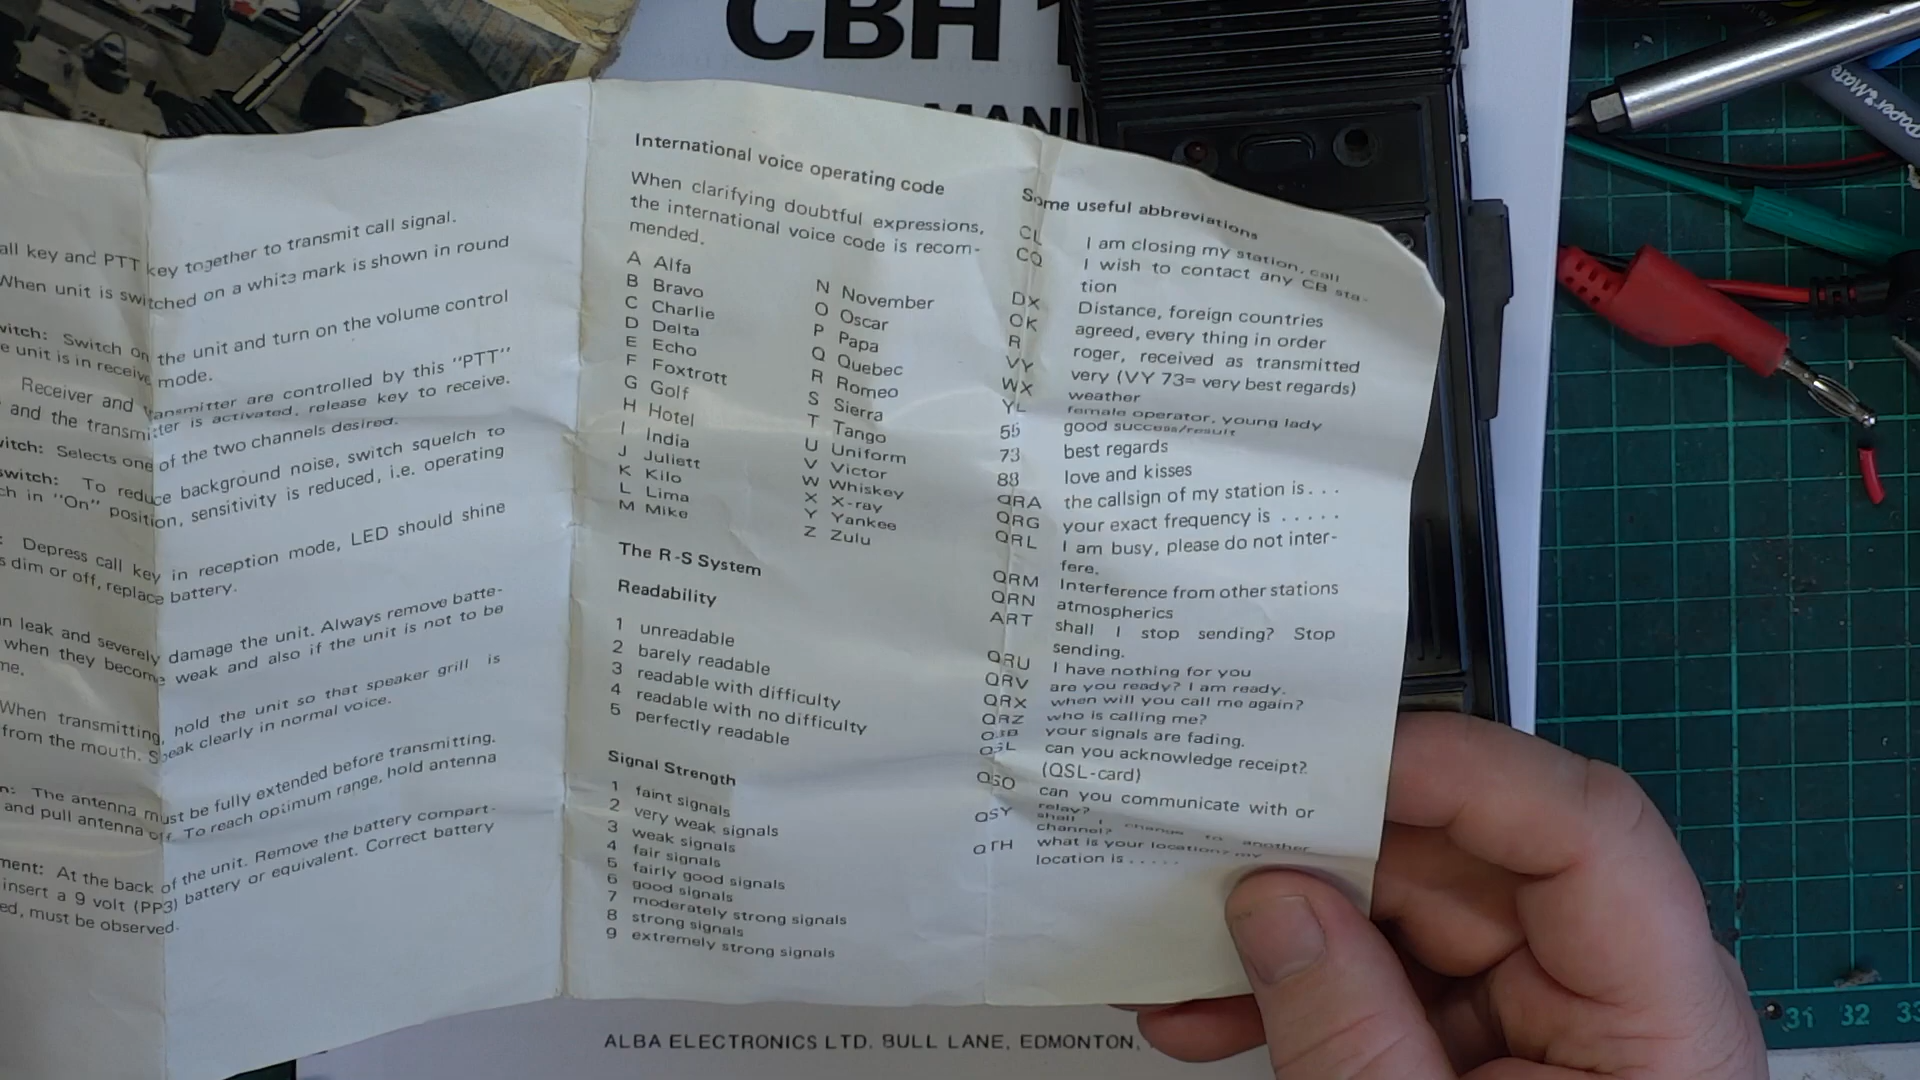 CBH 1
MANU
all key and PTT key together to transmit call signal.
When unit is switched on a white mark is shown in round
witch: Switch on the unit and turn on the volume control
e unit is in receive mode.
Receiver and transmitter are controlled by this "PTT"
and the transmitter is activated, release key to receive.
witch: Selects one of the two channels desired.
switch: To reduce background noise, switch squelch to
ch in "On" position, sensitivity is reduced, i.e. operating
: Depress call key in reception mode, LED should shine
s dim or off, replace battery.
n leak and severely damage the unit. Always remove batte-
when they become weak and also if the unit is not to be
me.
When transmitting, hold the unit so that speaker grill is
from the mouth. Speak clearly in normal voice.
n: The antenna must be fully extended before transmitting.
and pull antenna off. To reach optimum range, hold antenna
ment: At the back of the unit. Remove the battery compart-
insert a 9 volt (PP3) battery or equivalent. Correct battery
ed, must be observed.
International voice operating code
When clarifying doubtful expressions,
the international voice code is recom-
mended.
A Alfa
B Bravo
C Charlie
D Delta
E Echo
F Foxtrott
G Golf
H Hotel
I India
J Juliett
K Kilo
L Lima
M Mike
N November
O Oscar
P Papa
Q Quebec
R Romeo
S Sierra
T Tango
U Uniform
V Victor
W Whiskey
X X-ray
Y Yankee
Z Zulu
The R-S System
Readability
1 unreadable
2 barely readable
3 readable with difficulty
4 readable with no difficulty
5 perfectly readable
Signal Strength
1 faint signals
2 very weak signals
3 weak signals
4 fair signals
5 fairly good signals
6 good signals
7 moderately strong signals
8 strong signals
9 extremely strong signals
Some useful abbreviations
CL I am closing my station, call
CQ I wish to contact any CB sta-
tion
DX Distance, foreign countries
OK agreed, every thing in order
R roger, received as transmitted
VY very (VY 73= very best regards)
WX weather
YL female operator, young lady
55 good success/result
73 best regards
88 love and kisses
QRA the callsign of my station is . . .
QRG your exact frequency is . . . . .
QRL I am busy, please do not inter-
fere.
QRM Interference from other stations
QRN atmospherics
ART shall I stop sending? Stop
sending.
QRU I have nothing for you
QRV are you ready? I am ready.
QRX when will you call me again?
QRZ who is calling me?
QSB your signals are fading.
QSL can you acknowledge receipt?
(QSL-card)
QSO can you communicate with or
relay?
QSY shall I change to another
channel?
QTH what is your location? my
location is . . . . .
ALBA ELECTRONICS LTD. BULL LANE, EDMONTON,
paper:Mate
31 32 33